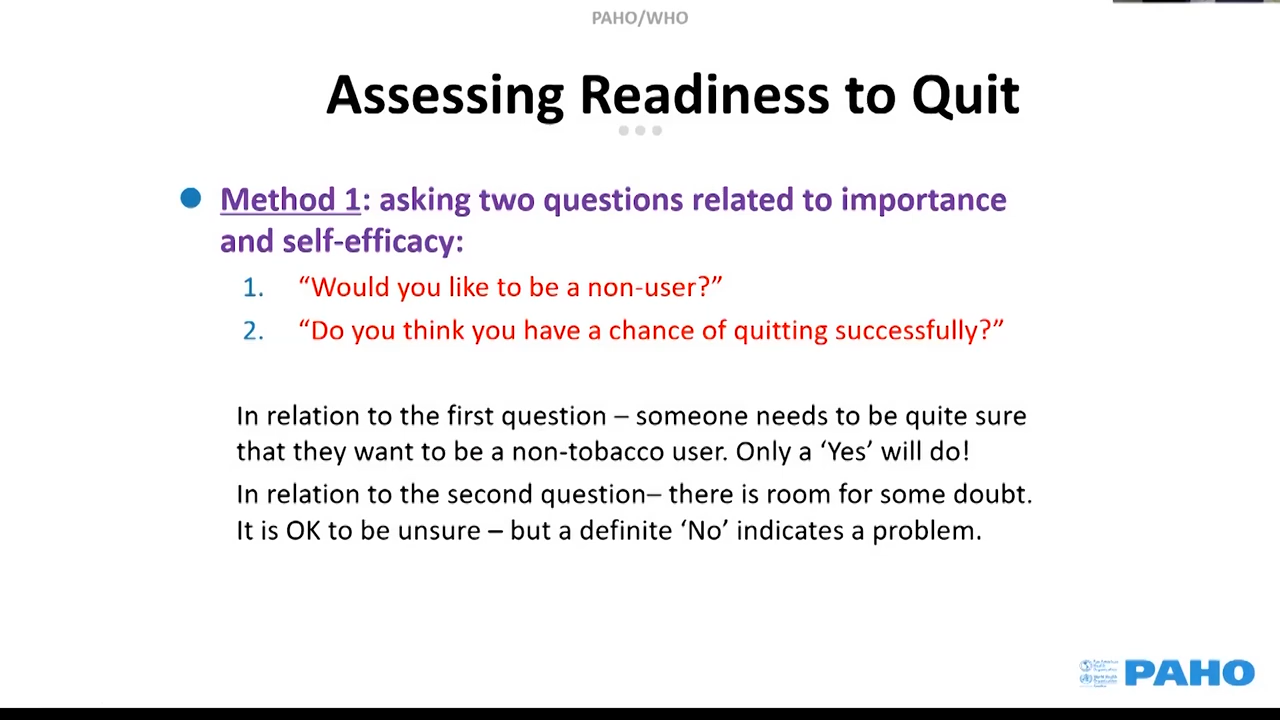 PAHO/WHO
Assessing Readiness to Quit
Method 1: asking two questions related to importance
and self-efficacy:
1. “Would you like to be a non-user?”
2. “Do you think you have a chance of quitting successfully?”
In relation to the first question – someone needs to be quite sure
that they want to be a non-tobacco user. Only a ‘Yes’ will do!
In relation to the second question– there is room for some doubt.
It is OK to be unsure – but a definite ‘No’ indicates a problem.
PAHO